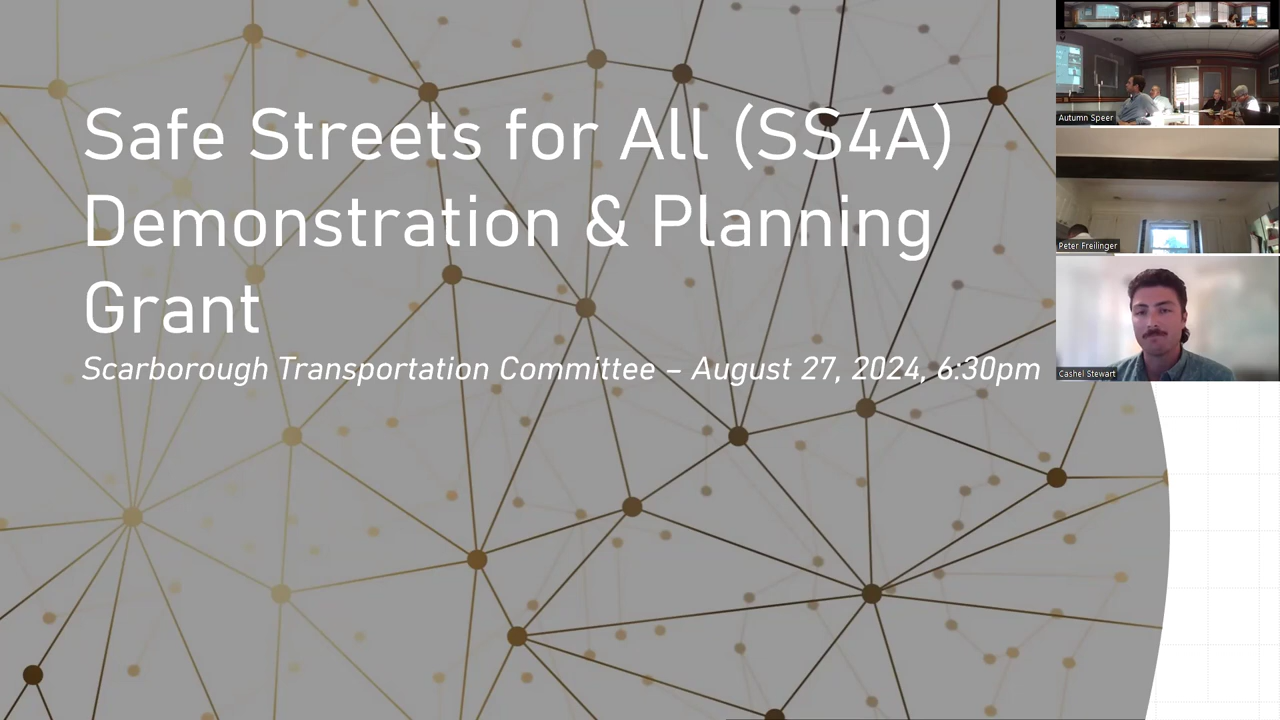 Safe Streets for All (SS4A)
Demonstration & Planning
Grant
Scarborough Transportation Committee – August 27, 2024, 6:30pm
Autumn Speer
Peter Freilinger
Cashel Stewart